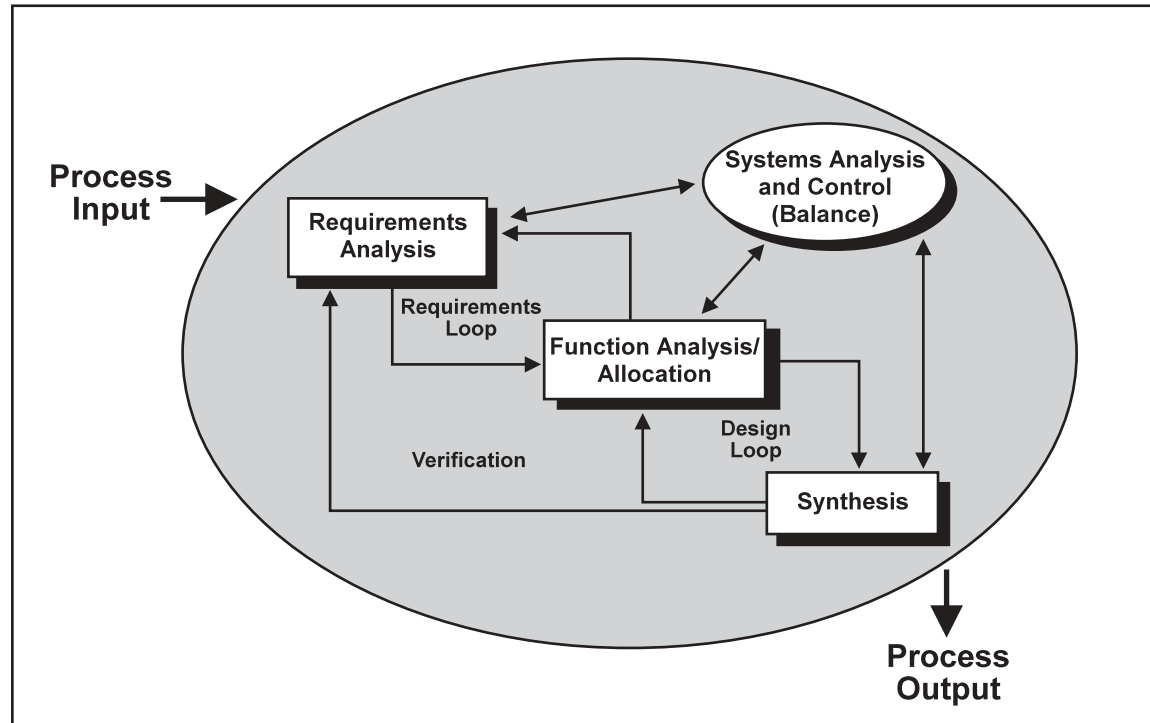 Process
Input
Systems Analysis
and Control
(Balance)
Requirements
Analysis
Requirements
Loop
Function Analysis/
Allocation
Design
Loop
Verification
Synthesis
Process
Output